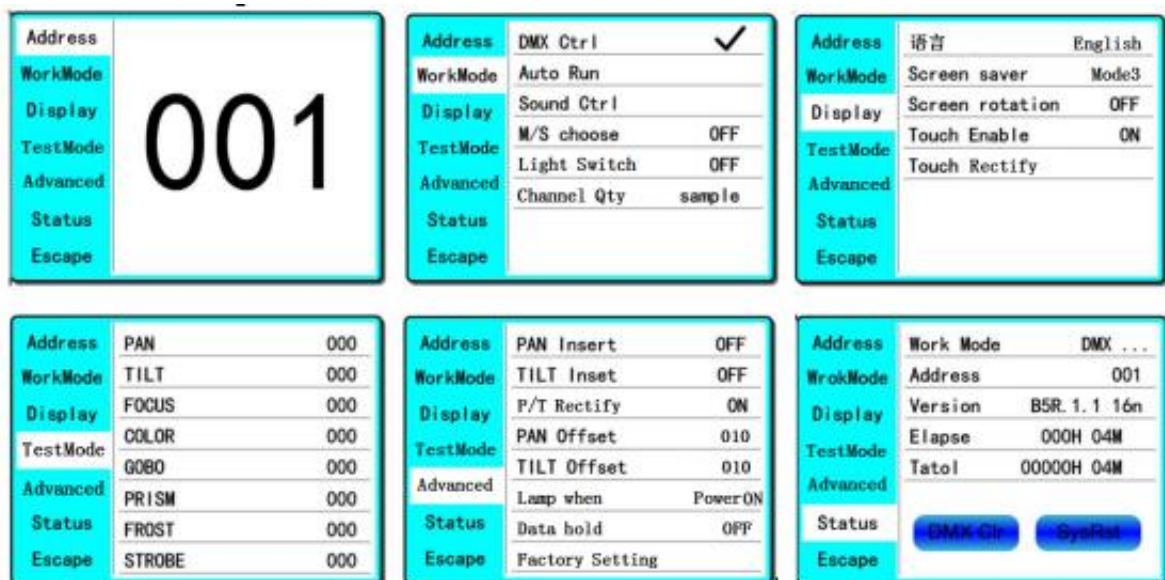 Address
WorkMode
Display
TestMode
Advanced
Status
Escape
001
Address
WorkMode
Display
TestMode
Advanced
Status
Escape
DMX Ctrl ✓
Auto Run
Sound Ctrl
M/S choose OFF
Light Switch OFF
Channel Qty sample
Address
WorkMode
Display
TestMode
Advanced
Status
Escape
语言 English
Screen saver Mode3
Screen rotation OFF
Touch Enable ON
Touch Rectify
Address
WorkMode
Display
TestMode
Advanced
Status
Escape
PAN 000
TILT 000
FOCUS 000
COLOR 000
GOBO 000
PRISM 000
FROST 000
STROBE 000
Address
WorkMode
Display
TestMode
Advanced
Status
Escape
PAN Insert OFF
TILT Inset OFF
P/T Rectify ON
PAN Offset 010
TILT Offset 010
Lamp when PowerON
Data hold OFF
Factory Setting
Address
WrokMode
Display
TestMode
Advanced
Status
Escape
Work Mode DMX ...
Address 001
Version B5R.1.1 16n
Elapse 000H 04M
Tatol 00000H 04M
DMX Clr SysRst